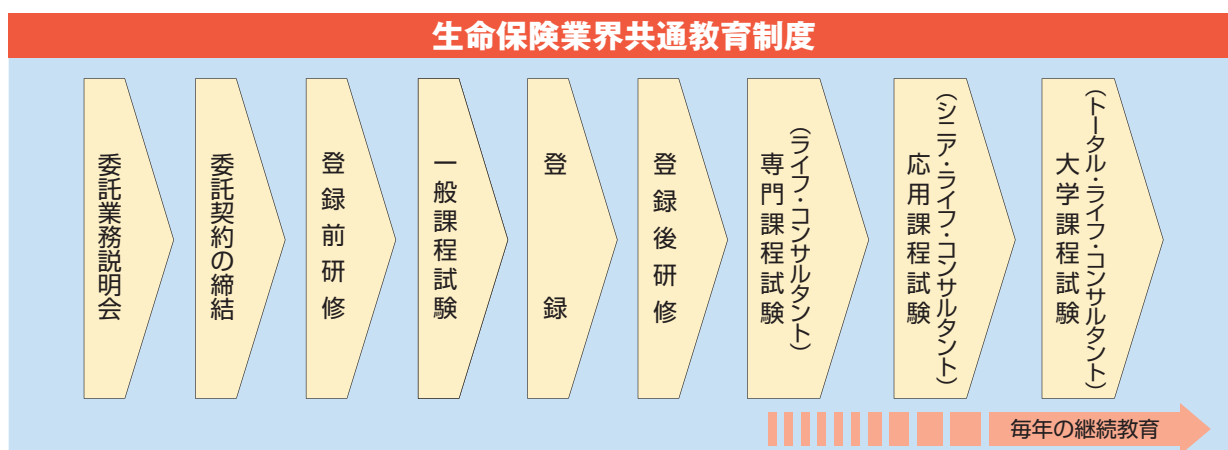 生命保険業界共通教育制度
委託業務説明会
委託契約の締結
登録前研修
一般課程試験
登録
登録後研修
専門課程試験
(ライフ・コンサルタント)
応用課程試験
(シニア・ライフ・コンサルタント)
大学課程試験
(トータル・ライフ・コンサルタント)
毎年の継続教育